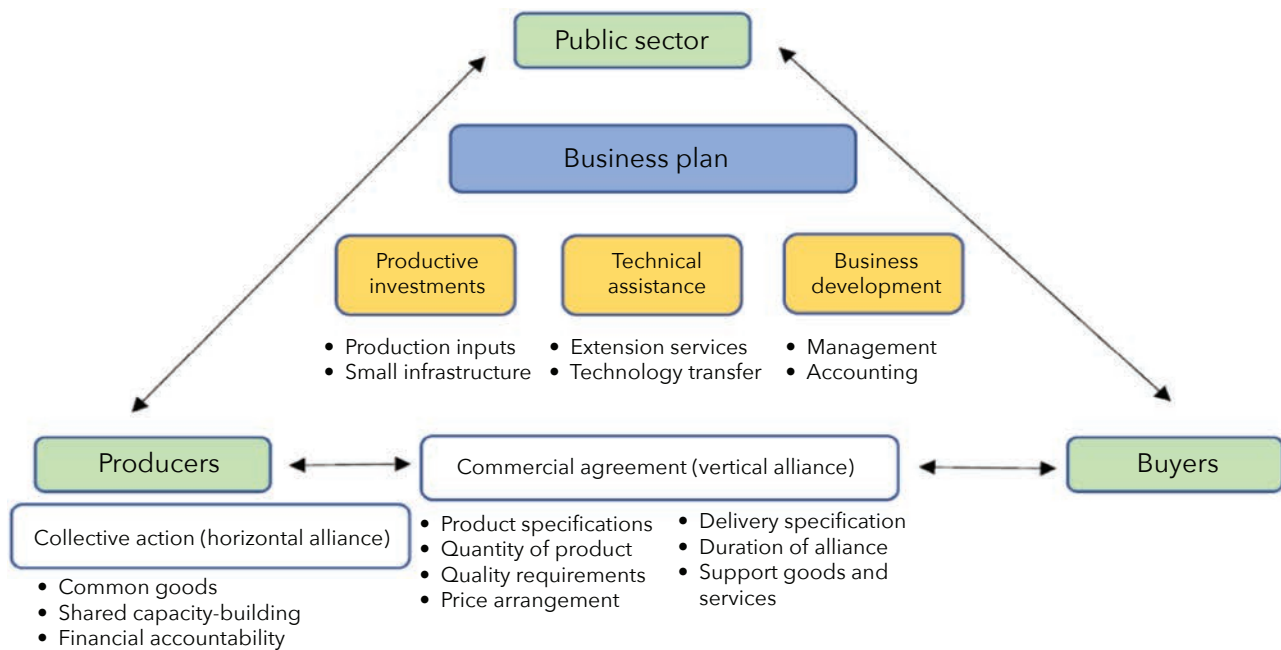 Public sector
Business plan
Productive
investments
Technical
assistance
Business
development
• Production inputs
• Small infrastructure
• Extension services
• Technology transfer
• Management
• Accounting
Producers
Commercial agreement (vertical alliance)
Buyers
Collective action (horizontal alliance)
• Common goods
• Shared capacity-building
• Financial accountability
• Product specifications
• Quantity of product
• Quality requirements
• Price arrangement
• Delivery specification
• Duration of alliance
• Support goods and
services